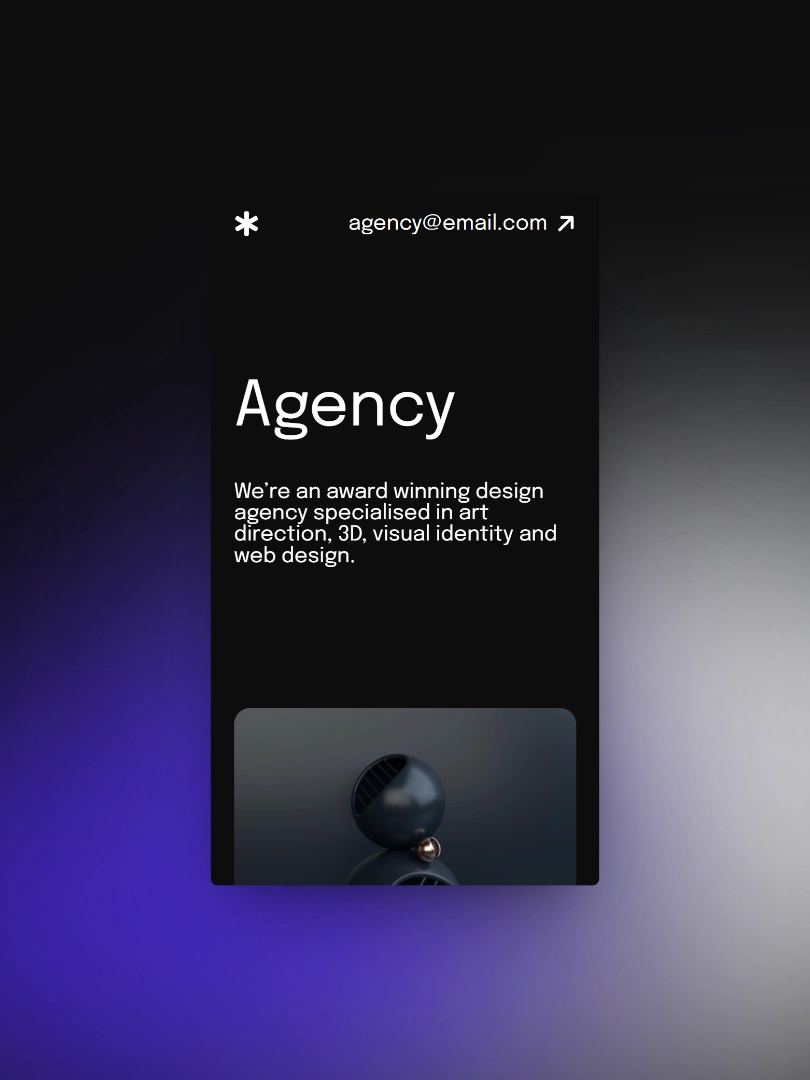 agency@email.com
Agency
We’re an award winning design
agency specialised in art
direction, 3D, visual identity and
web design.